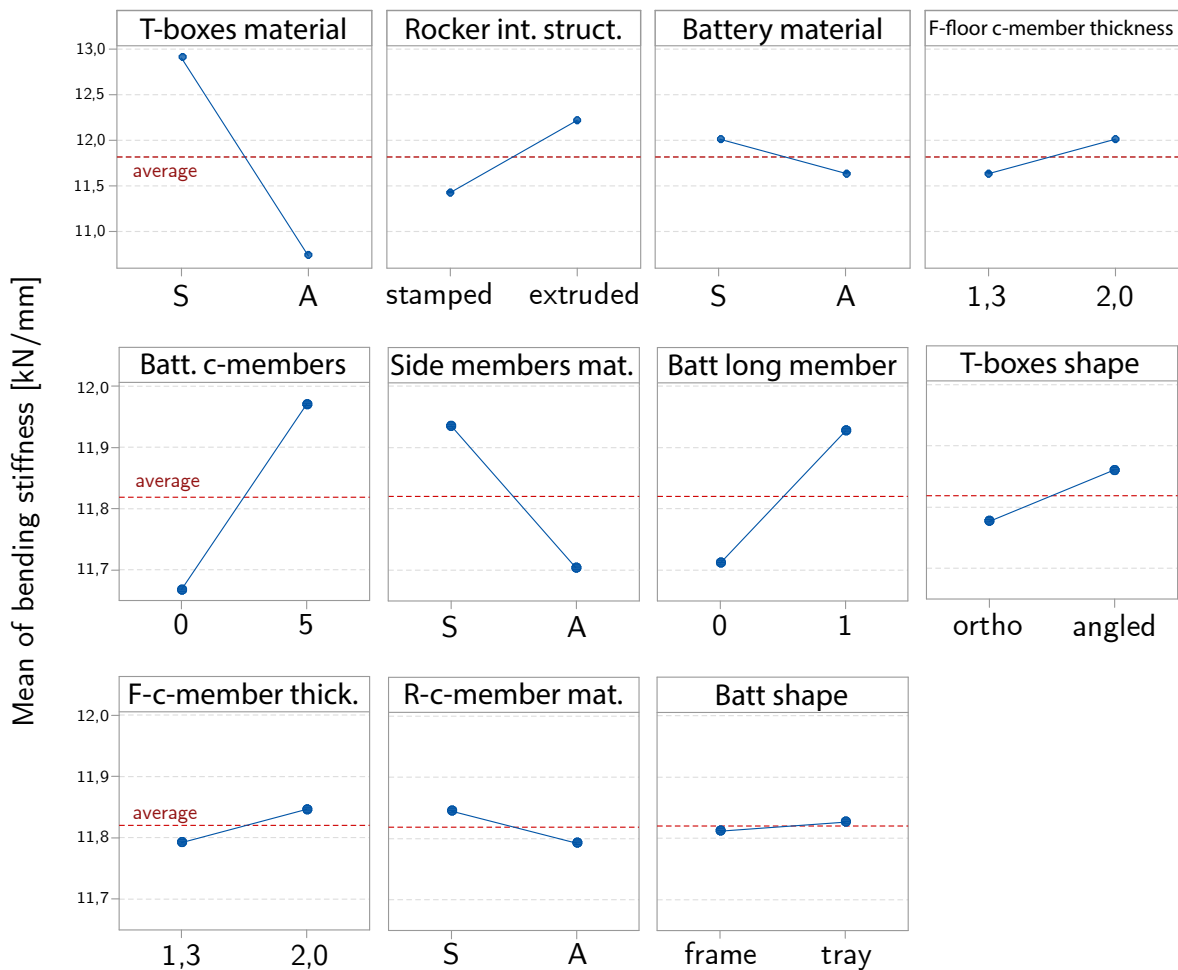 T-boxes material
Rocker int. struct.
Battery material
F-floor c-member thickness
13,0
12,5
12,0
11,5
11,0
average
S A
stamped extruded
S A
1,3 2,0
Mean of bending stiffness [kN/mm]
Batt. c-members
Side members mat.
Batt long member
T-boxes shape
12,0
11,9
11,8
11,7
average
0 5
S A
0 1
ortho angled
F-c-member thick.
R-c-member mat.
Batt shape
12,0
11,9
11,8
11,7
average
1,3 2,0
S A
frame tray